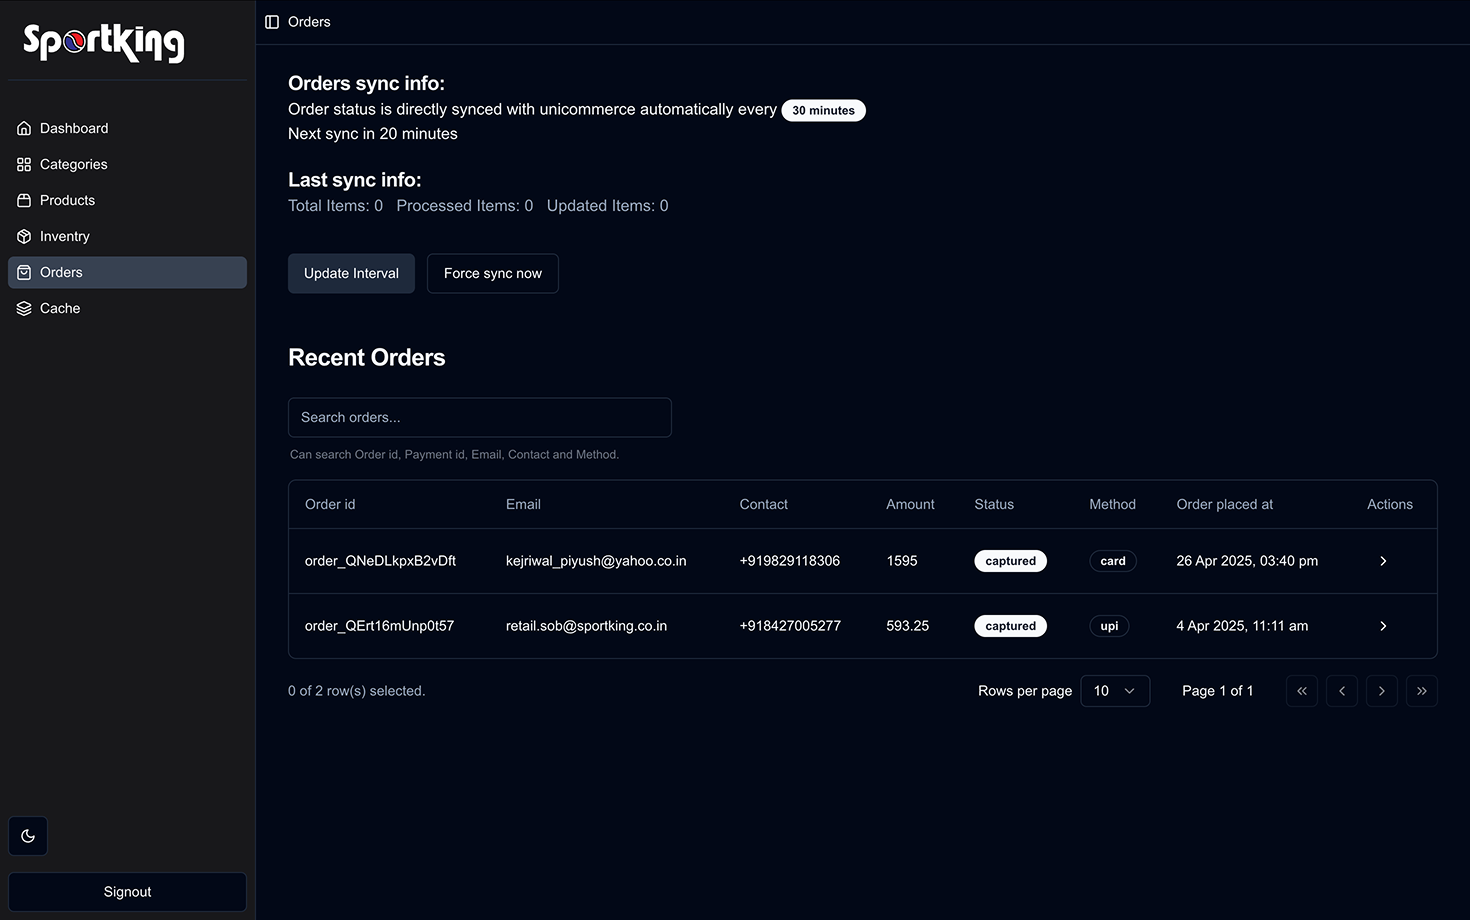 Sportking
Orders
Dashboard
Categories
Products
Inventry
Orders
Cache
Signout
Orders sync info:
Order status is directly synced with unicommerce automatically every 30 minutes
Next sync in 20 minutes
Last sync info:
Total Items: 0 Processed Items: 0 Updated Items: 0
Update Interval Force sync now
Recent Orders
Search orders...
Can search Order id, Payment id, Email, Contact and Method.
Order id Email Contact Amount Status Method Order placed at Actions
order_QNeDLkpxB2vDft kejriwal_piyush@yahoo.co.in +919829118306 1595 captured card 26 Apr 2025, 03:40 pm
order_QErt16mUnp0t57 retail.sob@sportking.co.in +918427005277 593.25 captured upi 4 Apr 2025, 11:11 am
0 of 2 row(s) selected. Rows per page 10 Page 1 of 1